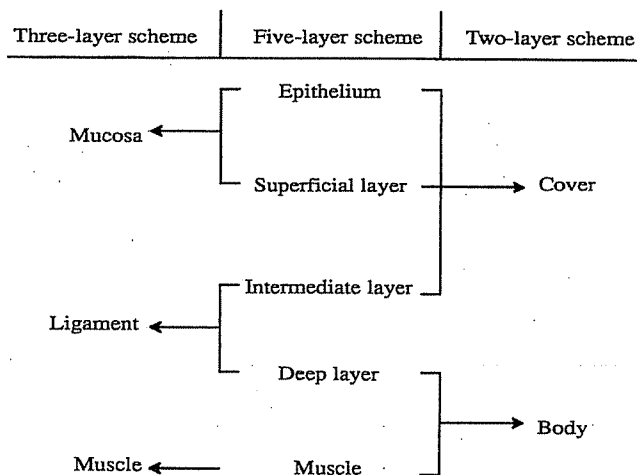 Three-layer scheme Five-layer scheme Two-layer scheme
Epithelium
Mucosa
Superficial layer Cover
Intermediate layer
Ligament
Deep layer
Body
Muscle Muscle